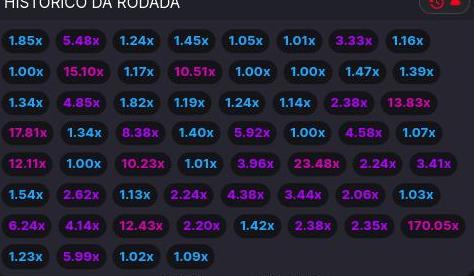 HISTÓRICO DA RODADA
1.85x 5.48x 1.24x 1.45x 1.05x 1.01x 3.33x 1.16x
1.00x 15.10x 1.17x 10.51x 1.00x 1.00x 1.47x 1.39x
1.34x 4.85x 1.82x 1.19x 1.24x 1.14x 2.38x 13.83x
17.81x 1.34x 8.38x 1.40x 5.92x 1.00x 4.58x 1.07x
12.11x 1.00x 10.23x 1.01x 3.96x 23.48x 2.24x 3.41x
1.54x 2.62x 1.13x 2.24x 4.38x 3.44x 2.06x 1.03x
6.24x 4.14x 12.43x 2.20x 1.42x 2.38x 2.35x 170.05x
1.23x 5.99x 1.02x 1.09x